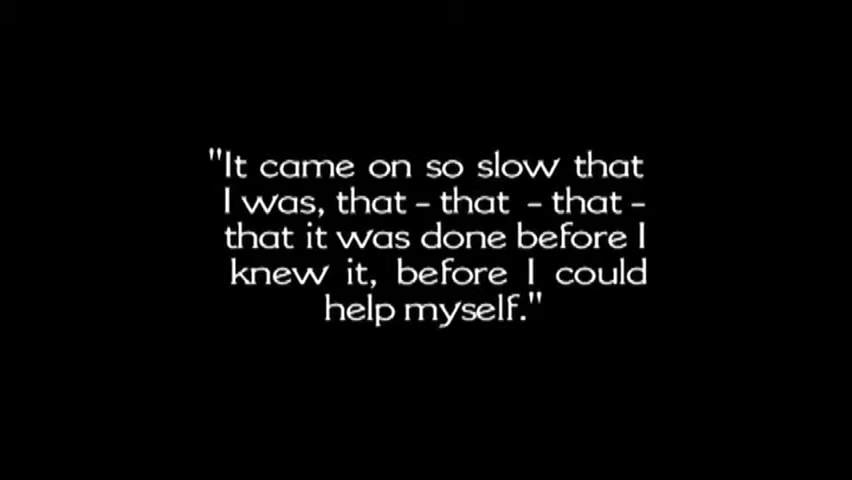 "It came on so slow that
I was, that - that - that -
that it was done before I
knew it, before I could
help myself."